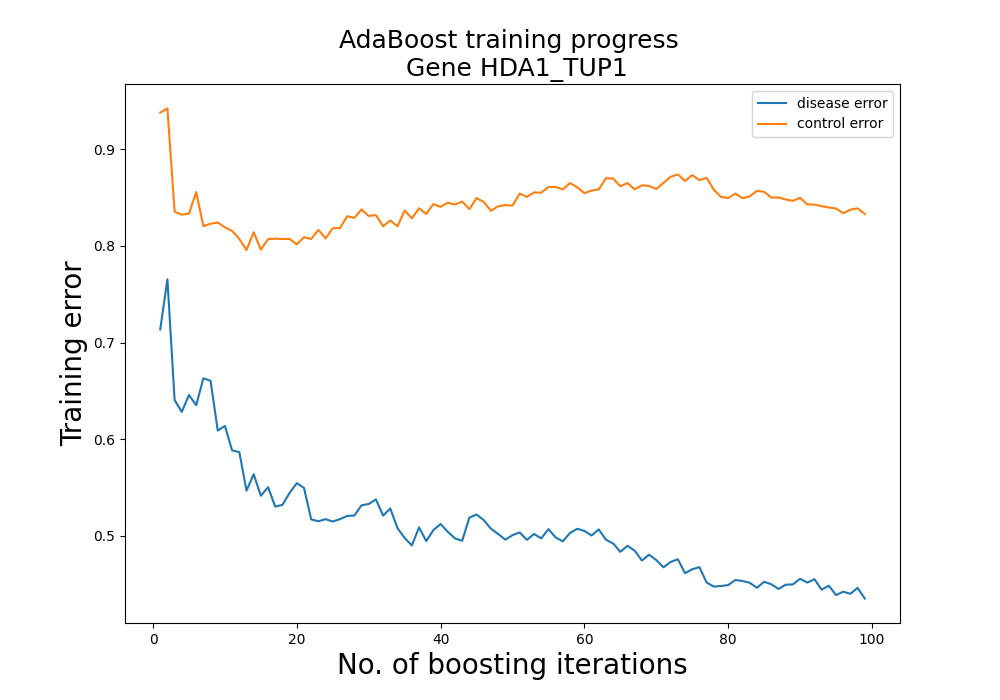 AdaBoost training progress
Gene HDA1_TUP1
disease error
control error
0.9
0.8
0.7
0.6
0.5
Training error
0
20
40
60
80
100
No. of boosting iterations